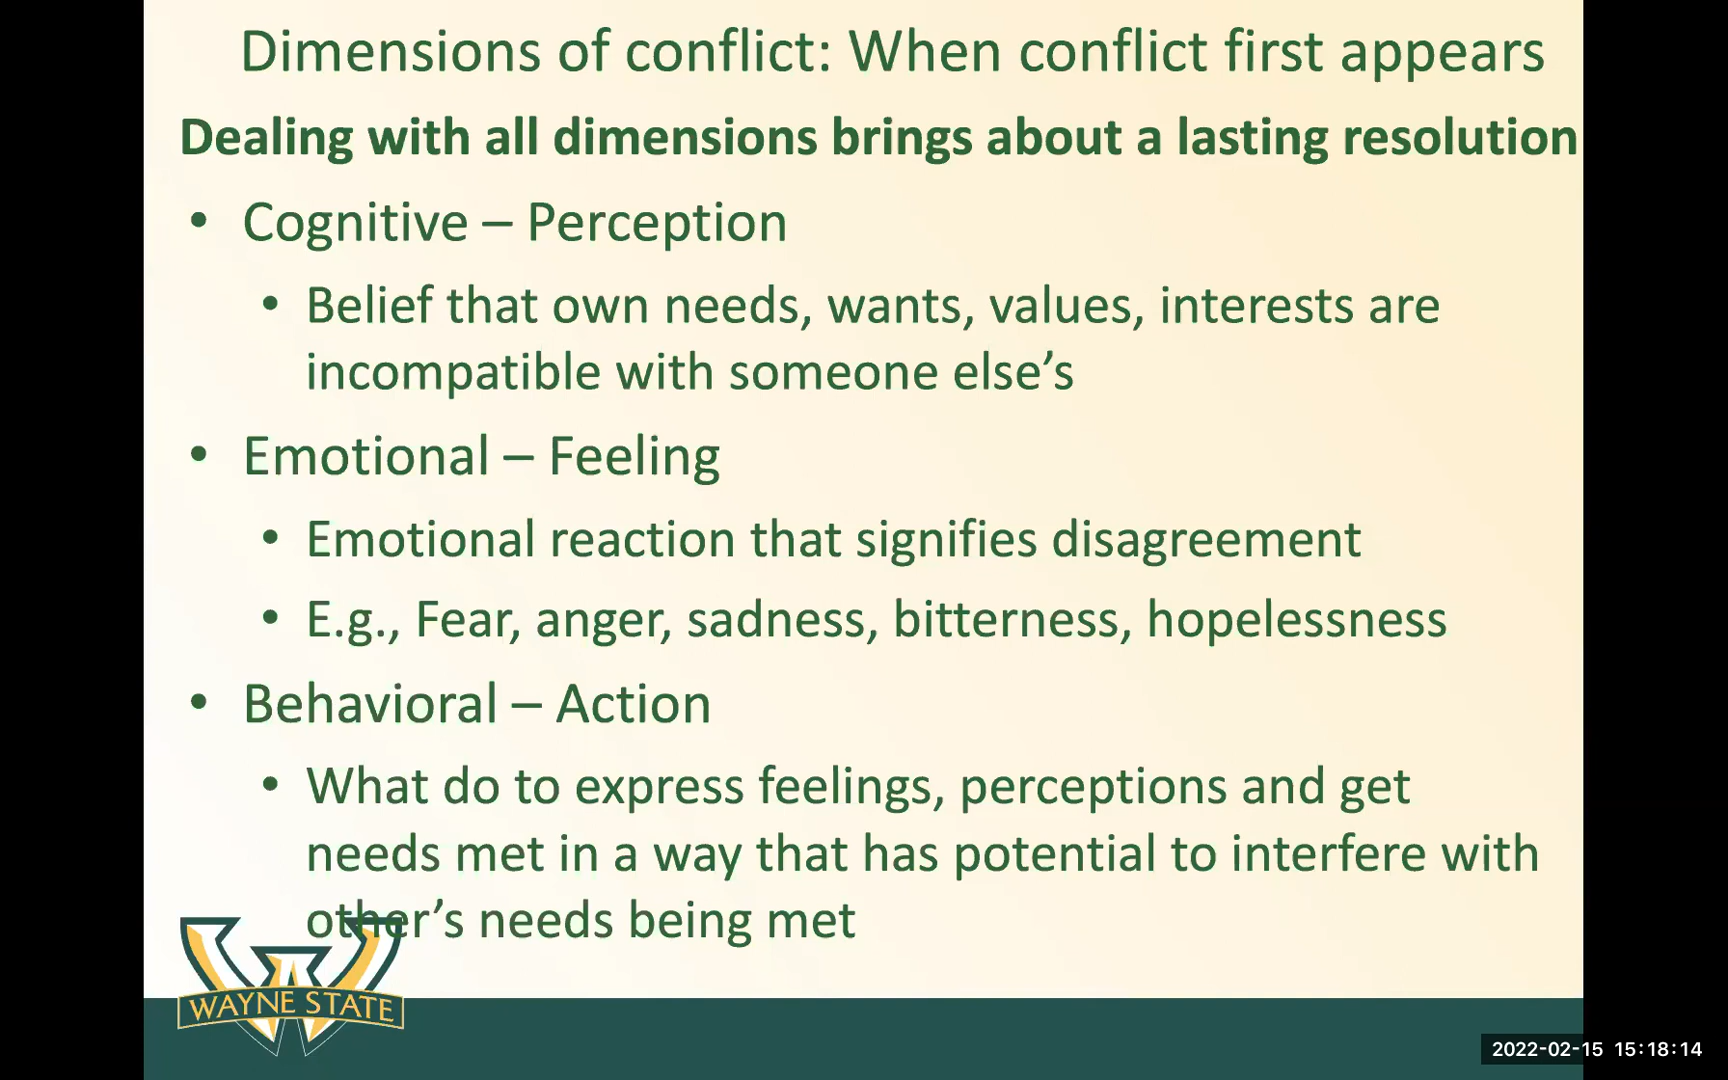 Dimensions of conflict: When conflict first appears
Dealing with all dimensions brings about a lasting resolution
• Cognitive – Perception
• Belief that own needs, wants, values, interests are
incompatible with someone else’s
• Emotional – Feeling
• Emotional reaction that signifies disagreement
• E.g., Fear, anger, sadness, bitterness, hopelessness
• Behavioral – Action
• What do to express feelings, perceptions and get
needs met in a way that has potential to interfere with
other’s needs being met
WAYNE STATE
2022-02-15 15:18:14